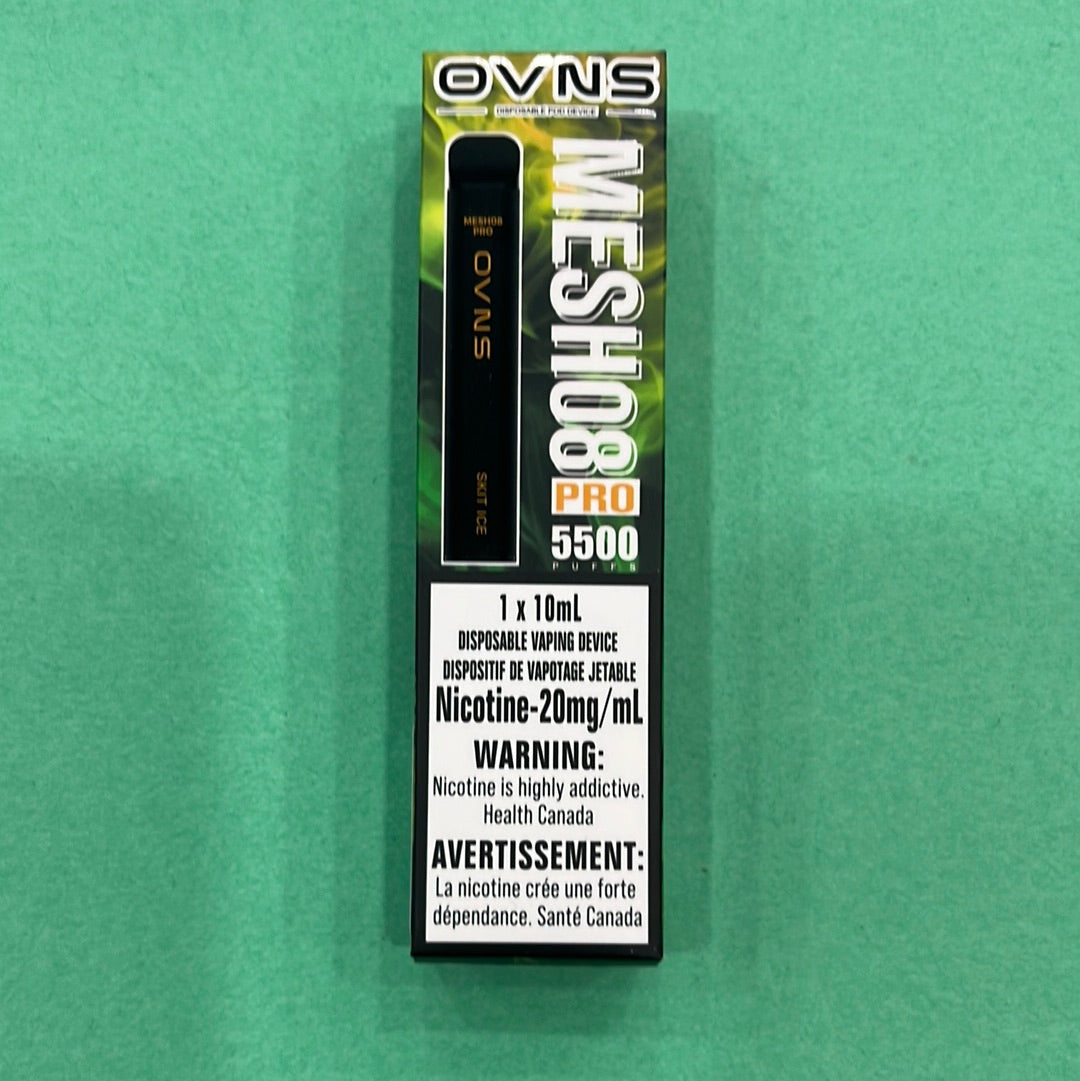 OVNS
DISPOSABLE POD DEVICE
MESH08
PRO
OVNS
SKIT ICE
MESH08
PRO
5500
PUFFS
1 x 10mL
DISPOSABLE VAPING DEVICE
DISPOSITIF DE VAPOTAGE JETABLE
Nicotine-20mg/mL
WARNING:
Nicotine is highly addictive.
Health Canada
AVERTISSEMENT:
La nicotine crée une forte
dépendance. Santé Canada